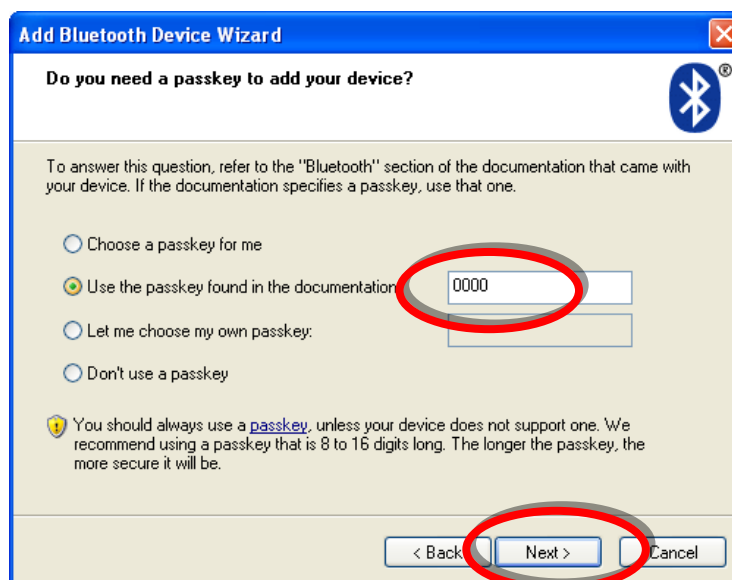 Add Bluetooth Device Wizard
Do you need a passkey to add your device?
®
To answer this question, refer to the "Bluetooth" section of the documentation that came with
your device. If the documentation specifies a passkey, use that one.
Choose a passkey for me
Use the passkey found in the documentation 0000
Let me choose my own passkey:
Don't use a passkey
You should always use a passkey, unless your device does not support one. We
recommend using a passkey that is 8 to 16 digits long. The longer the passkey, the
more secure it will be.
< Back Next > Cancel